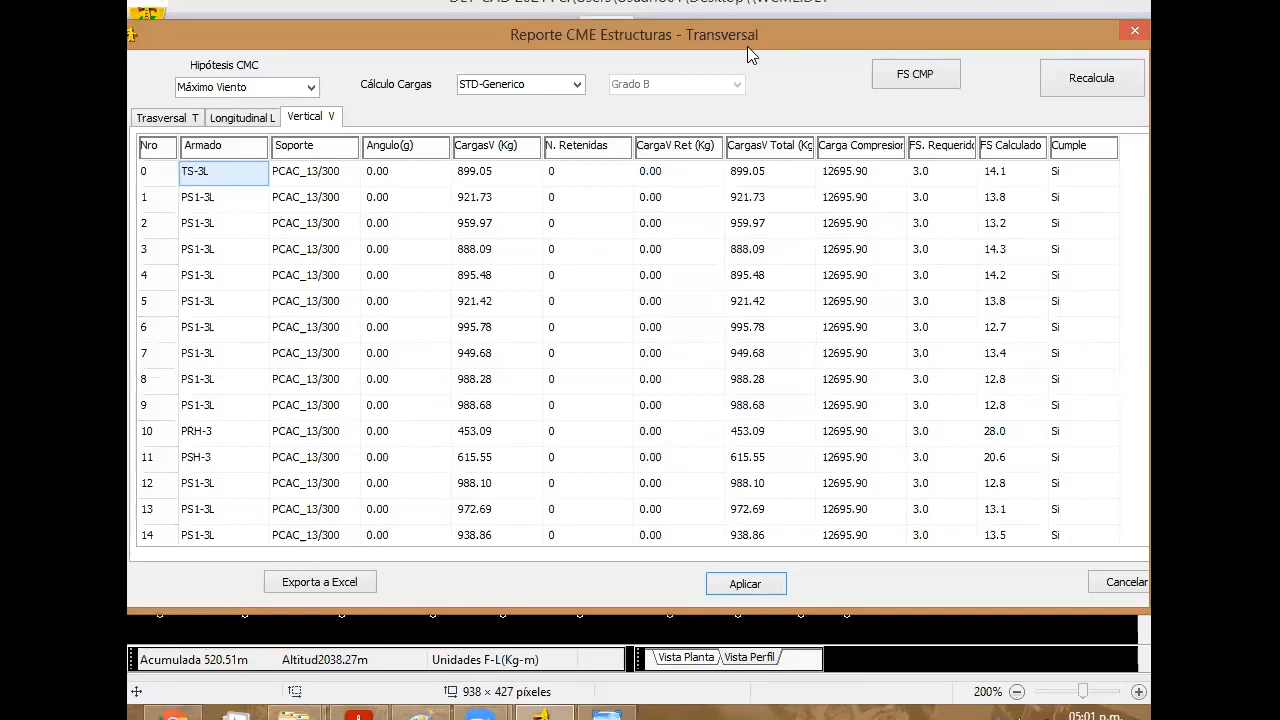 Reporte CME Estructuras - Transversal
Hipótesis CMC
Máximo Viento
Cálculo Cargas
STD-Generico
Grado B
FS CMP
Recalcula
Trasversal T
Longitudinal L
Vertical V
Nro Armado Soporte Angulo(g) CargasV (Kg) N. Retenidas CargaV Ret (Kg) CargasV Total (Kg Carga Compresion FS. Requerido FS Calculado Cumple
0 TS-3L PCAC_13/300 0.00 899.05 0 0.00 899.05 12695.90 3.0 14.1 Si
1 PS1-3L PCAC_13/300 0.00 921.73 0 0.00 921.73 12695.90 3.0 13.8 Si
2 PS1-3L PCAC_13/300 0.00 959.97 0 0.00 959.97 12695.90 3.0 13.2 Si
3 PS1-3L PCAC_13/300 0.00 888.09 0 0.00 888.09 12695.90 3.0 14.3 Si
4 PS1-3L PCAC_13/300 0.00 895.48 0 0.00 895.48 12695.90 3.0 14.2 Si
5 PS1-3L PCAC_13/300 0.00 921.42 0 0.00 921.42 12695.90 3.0 13.8 Si
6 PS1-3L PCAC_13/300 0.00 995.78 0 0.00 995.78 12695.90 3.0 12.7 Si
7 PS1-3L PCAC_13/300 0.00 949.68 0 0.00 949.68 12695.90 3.0 13.4 Si
8 PS1-3L PCAC_13/300 0.00 988.28 0 0.00 988.28 12695.90 3.0 12.8 Si
9 PS1-3L PCAC_13/300 0.00 988.68 0 0.00 988.68 12695.90 3.0 12.8 Si
10 PRH-3 PCAC_13/300 0.00 453.09 0 0.00 453.09 12695.90 3.0 28.0 Si
11 PSH-3 PCAC_13/300 0.00 615.55 0 0.00 615.55 12695.90 3.0 20.6 Si
12 PS1-3L PCAC_13/300 0.00 988.10 0 0.00 988.10 12695.90 3.0 12.8 Si
13 PS1-3L PCAC_13/300 0.00 972.69 0 0.00 972.69 12695.90 3.0 13.1 Si
14 PS1-3L PCAC_13/300 0.00 938.86 0 0.00 938.86 12695.90 3.0 13.5 Si
Exporta a Excel
Aplicar
Cancelar
Acumulada 520.51m Altitud2038.27m Unidades F-L(Kg-m)
Vista Planta Vista Perfil
938 × 427 píxeles
200%
05:01 p.m.